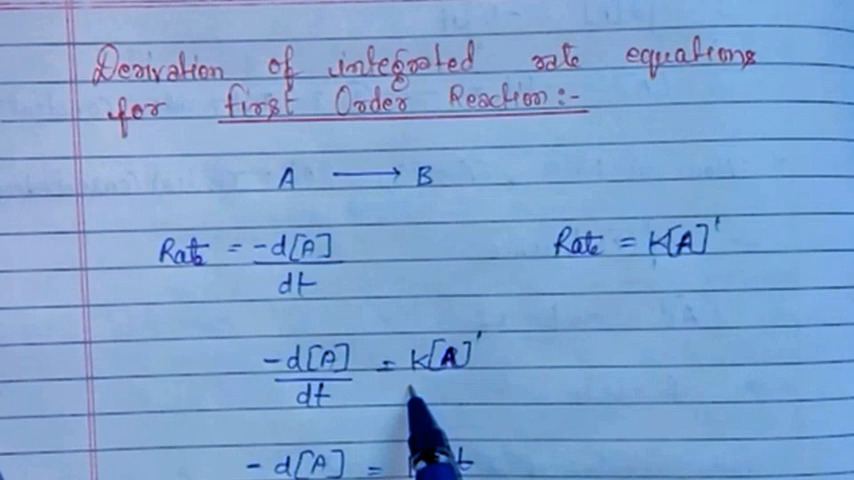 Derivation of integrated rate equations
for first Order Reaction :-
A ⟶ B
Rate = -d[A]/dt    Rate = K[A]¹
-d[A]/dt = K[A]¹
-d[A] =